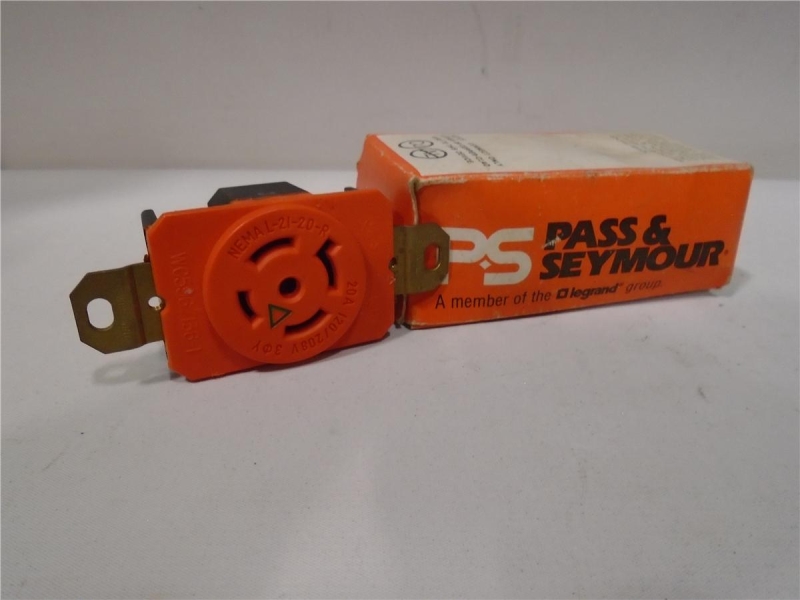 NEMA L-21-20-R
20A 120/208V 3ΦY
PS
PASS &
SEYMOUR
A member of the legrand group